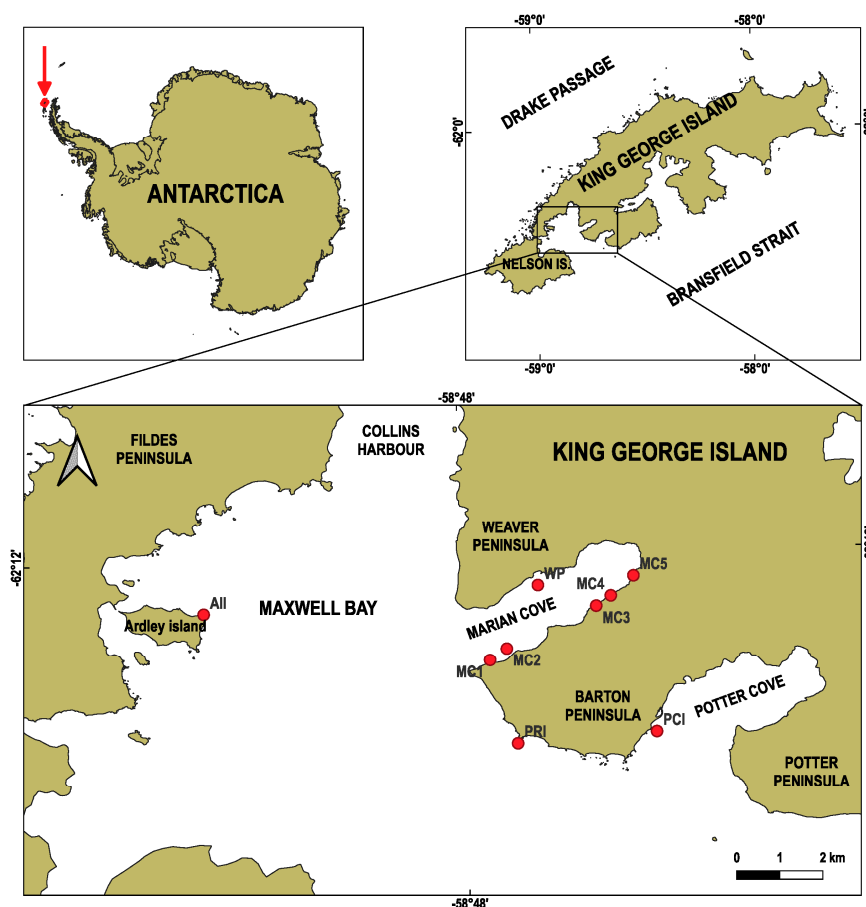 -59°0'
-58°0'
DRAKE PASSAGE
KING GEORGE ISLAND
-62°0'
ANTARCTICA
NELSON IS.
BRANSFIELD STRAIT
-59°0'
-58°0'
-58°48'
FILDES
PENINSULA
COLLINS
HARBOUR
KING GEORGE ISLAND
WEAVER
PENINSULA
-62°12'
WP
MC4
MC5
MC3
AII
Ardley island
MAXWELL BAY
MARIAN COVE
MC1
MC2
BARTON
PENINSULA
POTTER COVE
PRI
PCI
POTTER
PENINSULA
0 1 2 km
-58°48'